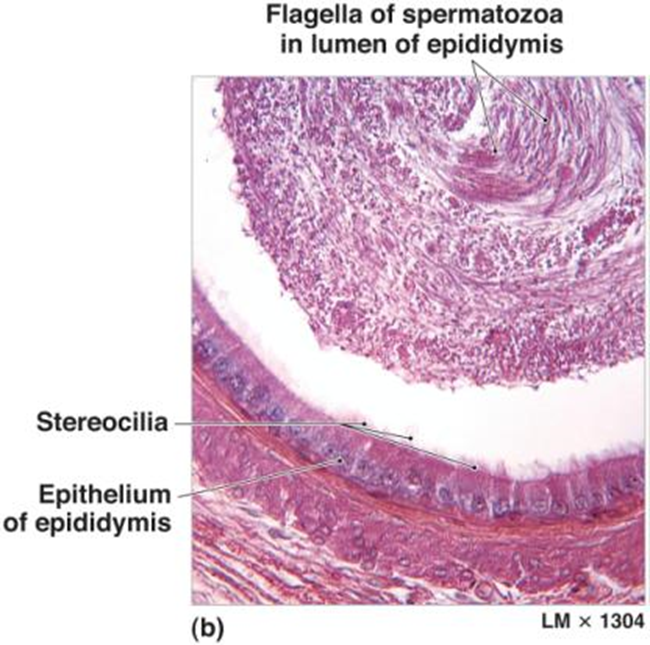 Flagella of spermatozoa
in lumen of epididymis
Stereocilia
Epithelium
of epididymis
(b)
LM × 1304